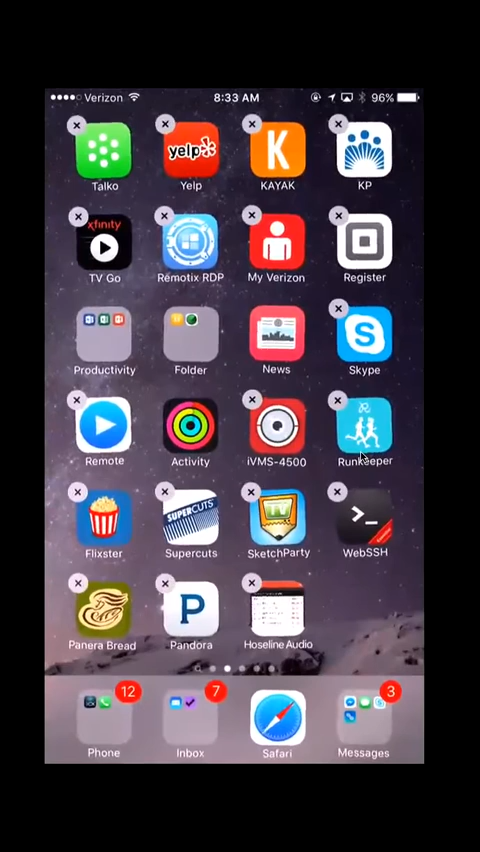 Verizon 8:33 AM 96%
yelp K
Talko Yelp KAYAK KP
xfinity
TV Go Remotix RDP My Verizon Register
Productivity Folder News Skype
Remote Activity iVMS-4500 Runkeeper
SUPERCUTS TV
Flixster Supercuts SketchParty WebSSH
P
Panera Bread Pandora Hoseline Audio
12 7 3
Phone Inbox Safari Messages